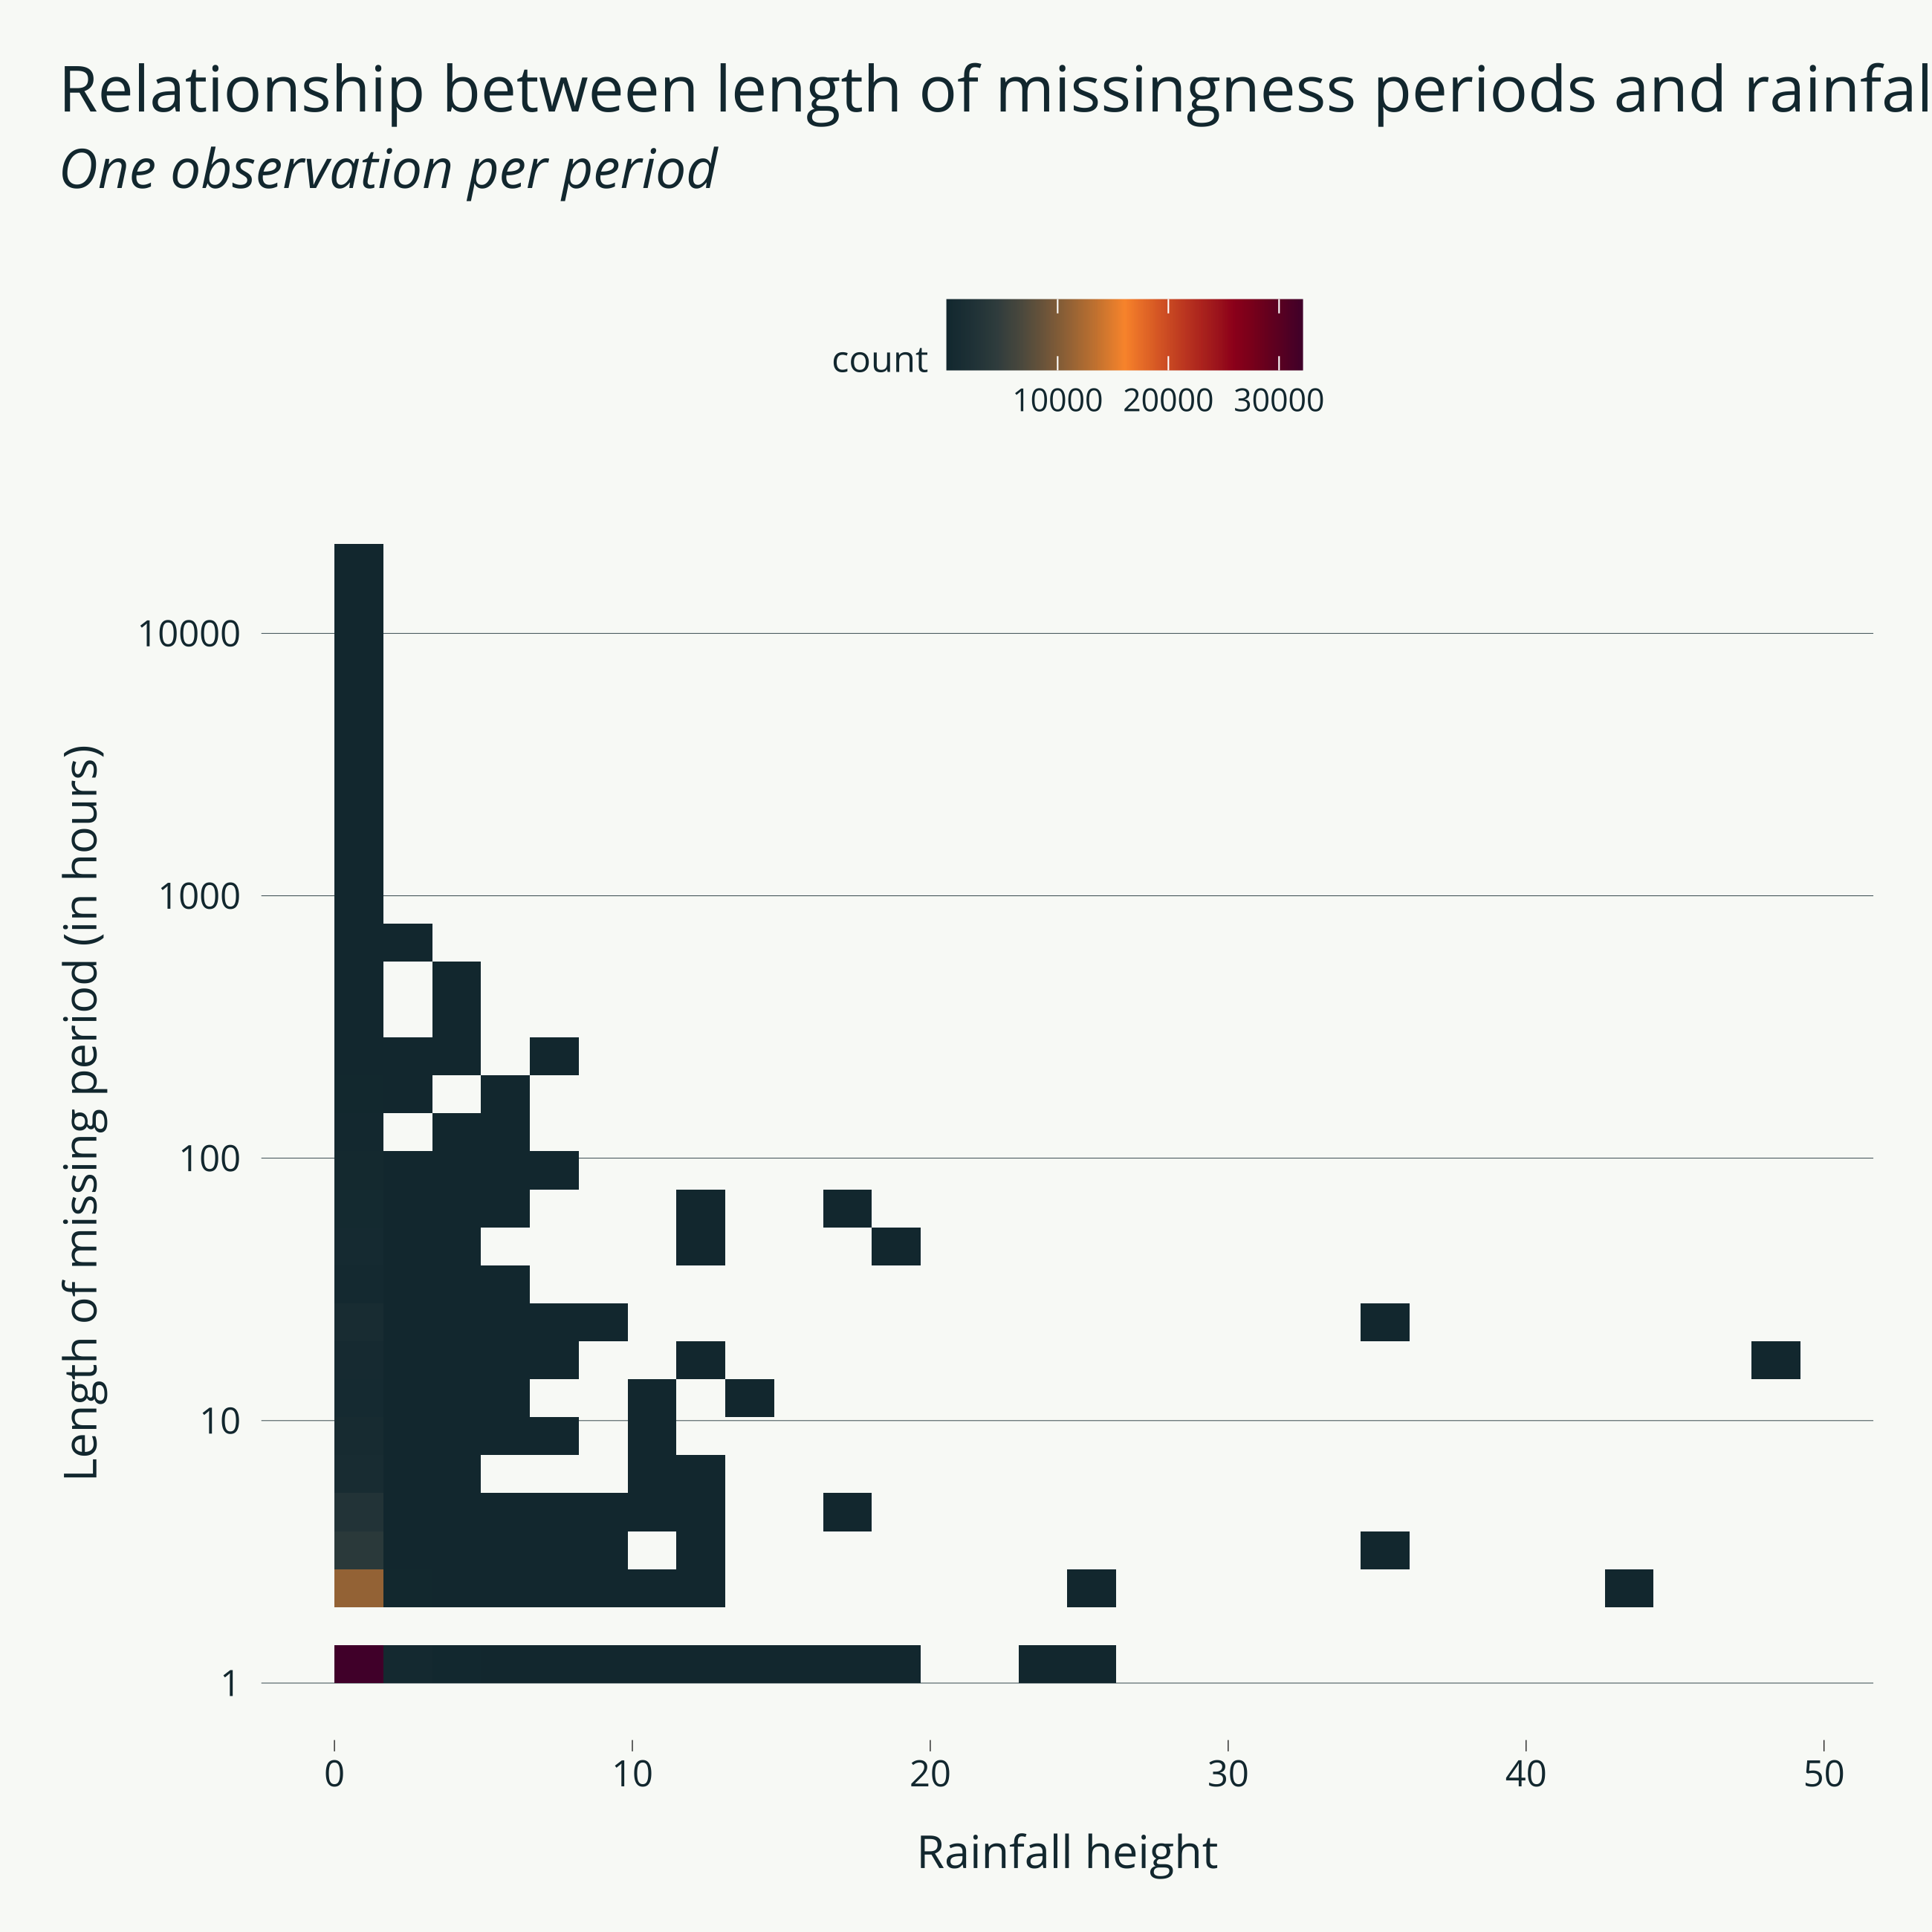 Relationship between length of missingness periods and rainfal
One observation per period
count
10000 20000 30000
Length of missing period (in hours)
10000
1000
100
10
1
0 10 20 30 40 50
Rainfall height